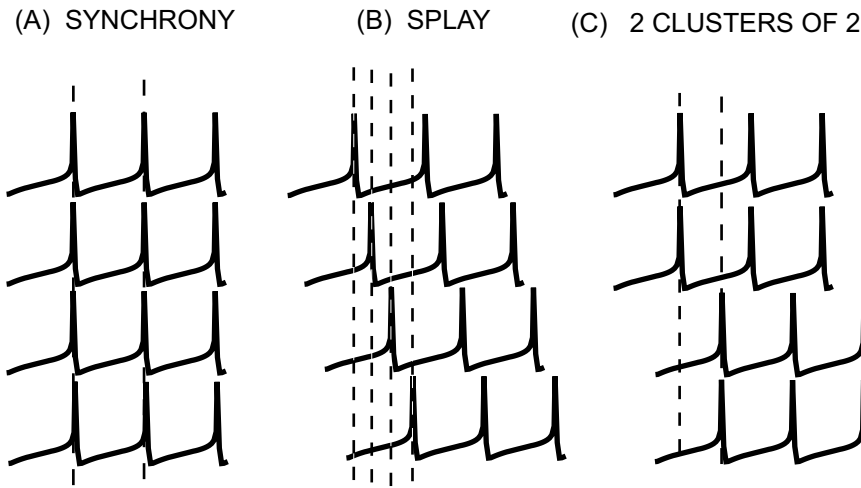 (A) SYNCHRONY
(B) SPLAY
(C) 2 CLUSTERS OF 2